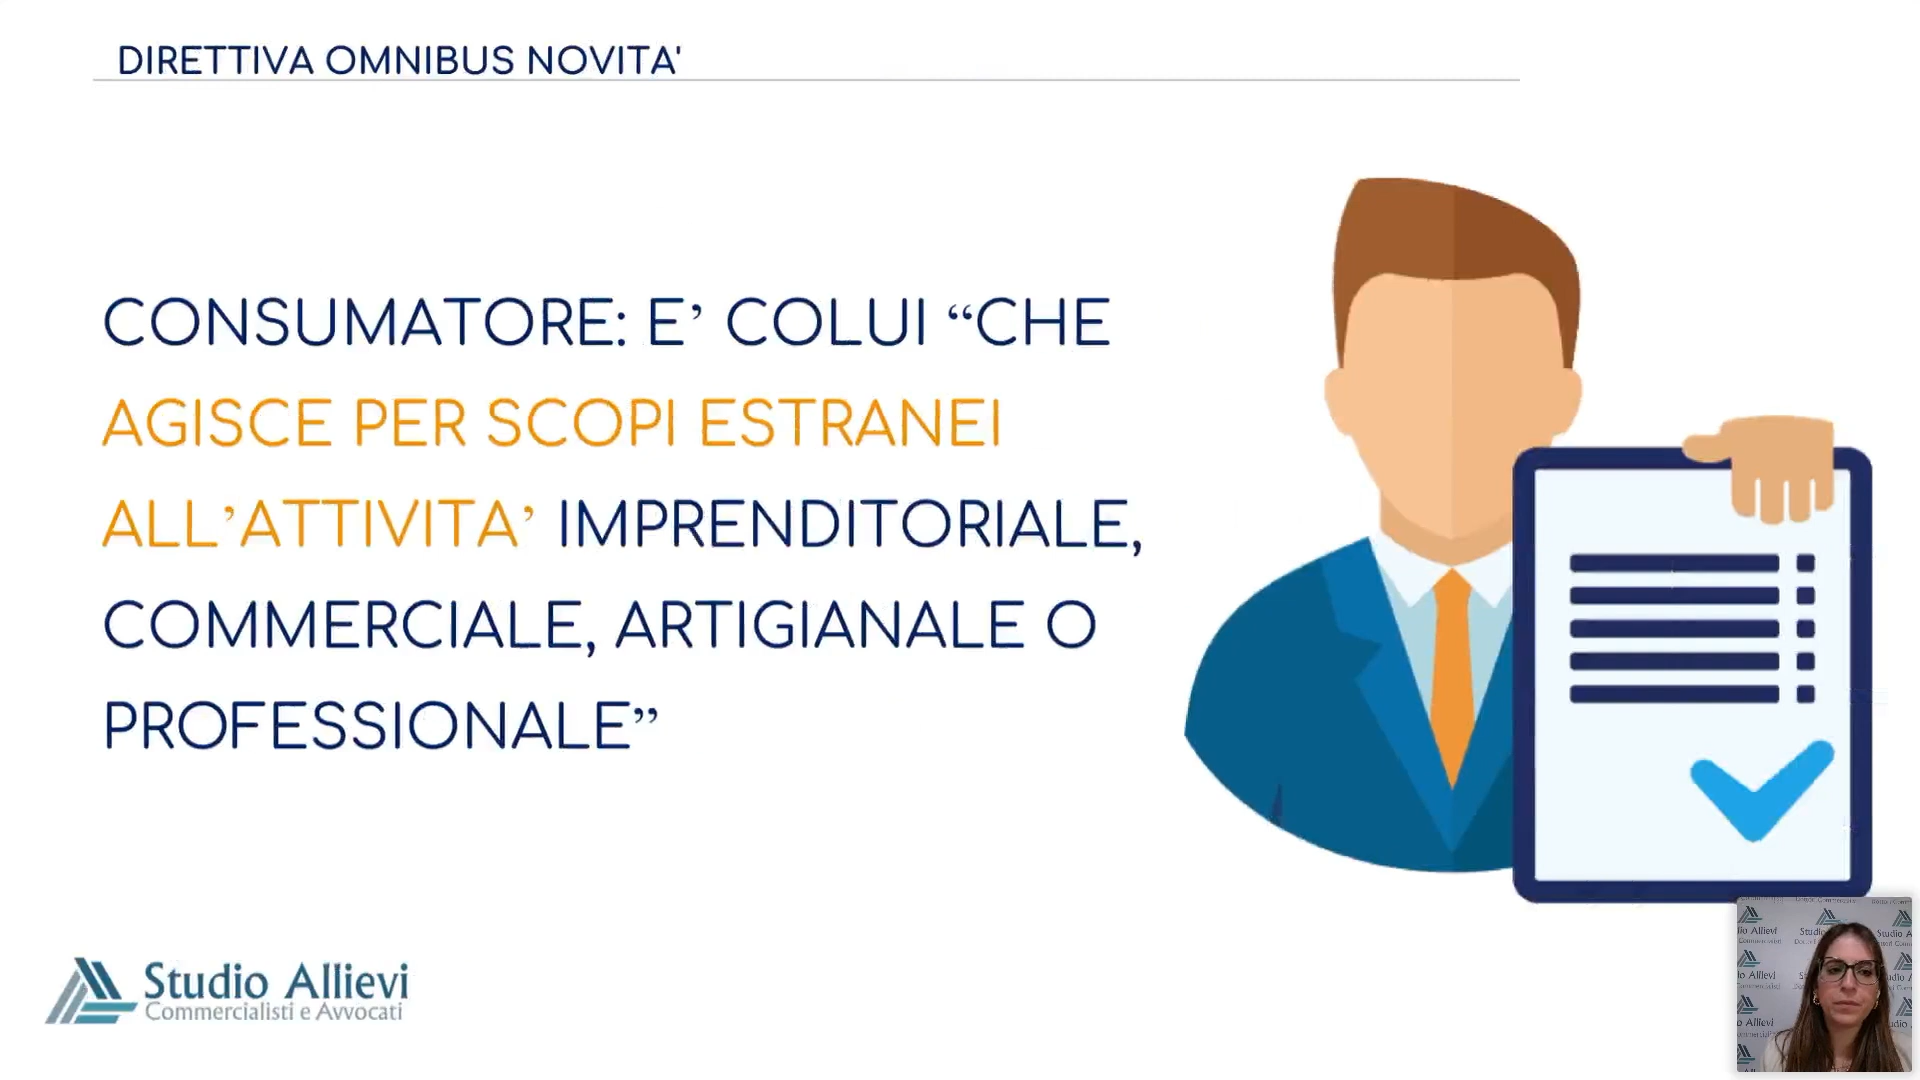 DIRETTIVA OMNIBUS NOVITA'
CONSUMATORE: E’ COLUI “CHE
AGISCE PER SCOPI ESTRANEI
ALL’ATTIVITA’ IMPRENDITORIALE,
COMMERCIALE, ARTIGIANALE O
PROFESSIONALE”
Studio Allievi
Commercialisti e Avvocati